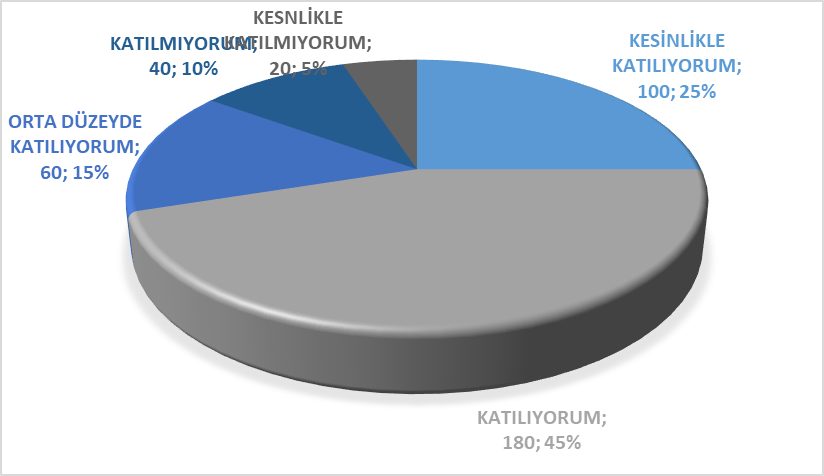 KESNLİKLE
KATILMIYORUM;
20; 5%
KATILMIYORUM;
40; 10%
KESİNLİKLE
KATILIYORUM;
100; 25%
ORTA DÜZEYDE
KATILIYORUM;
60; 15%
KATILIYORUM;
180; 45%